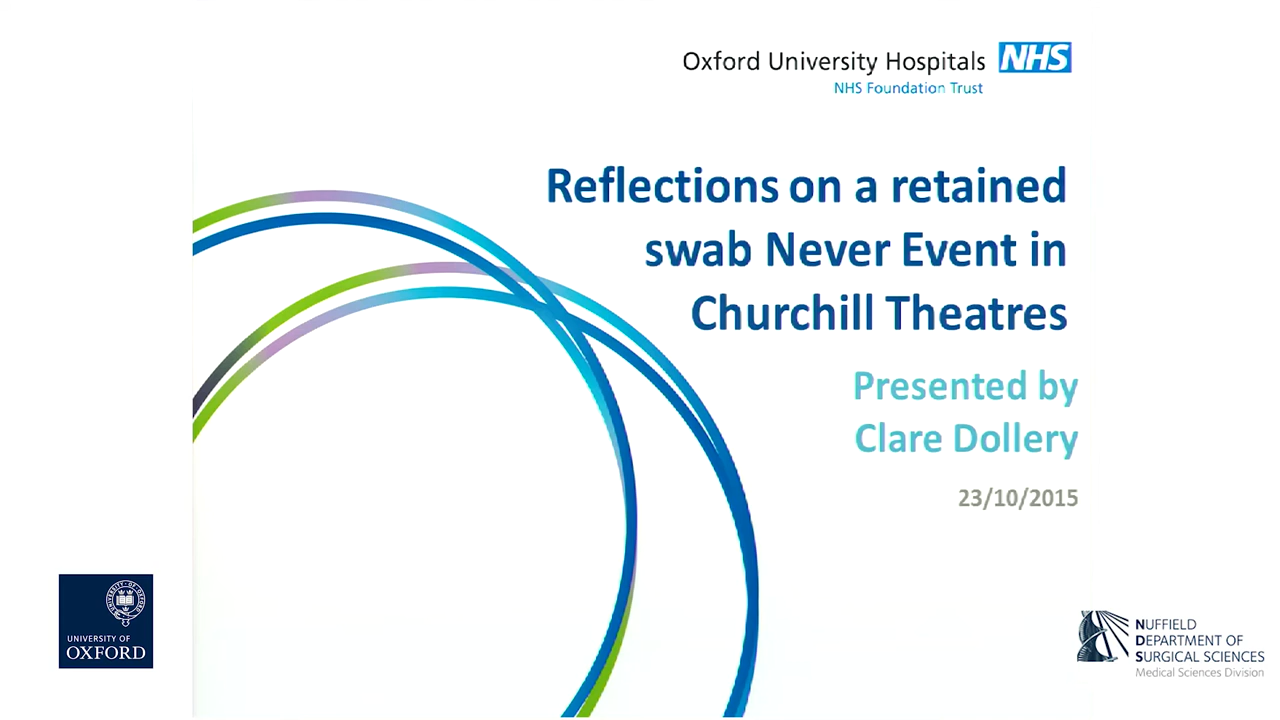 Oxford University Hospitals NHS
NHS Foundation Trust
Reflections on a retained
swab Never Event in
Churchill Theatres
Presented by
Clare Dollery
23/10/2015
UNIVERSITY OF
OXFORD
NUFFIELD
DEPARTMENT OF
SURGICAL SCIENCES
Medical Sciences Division